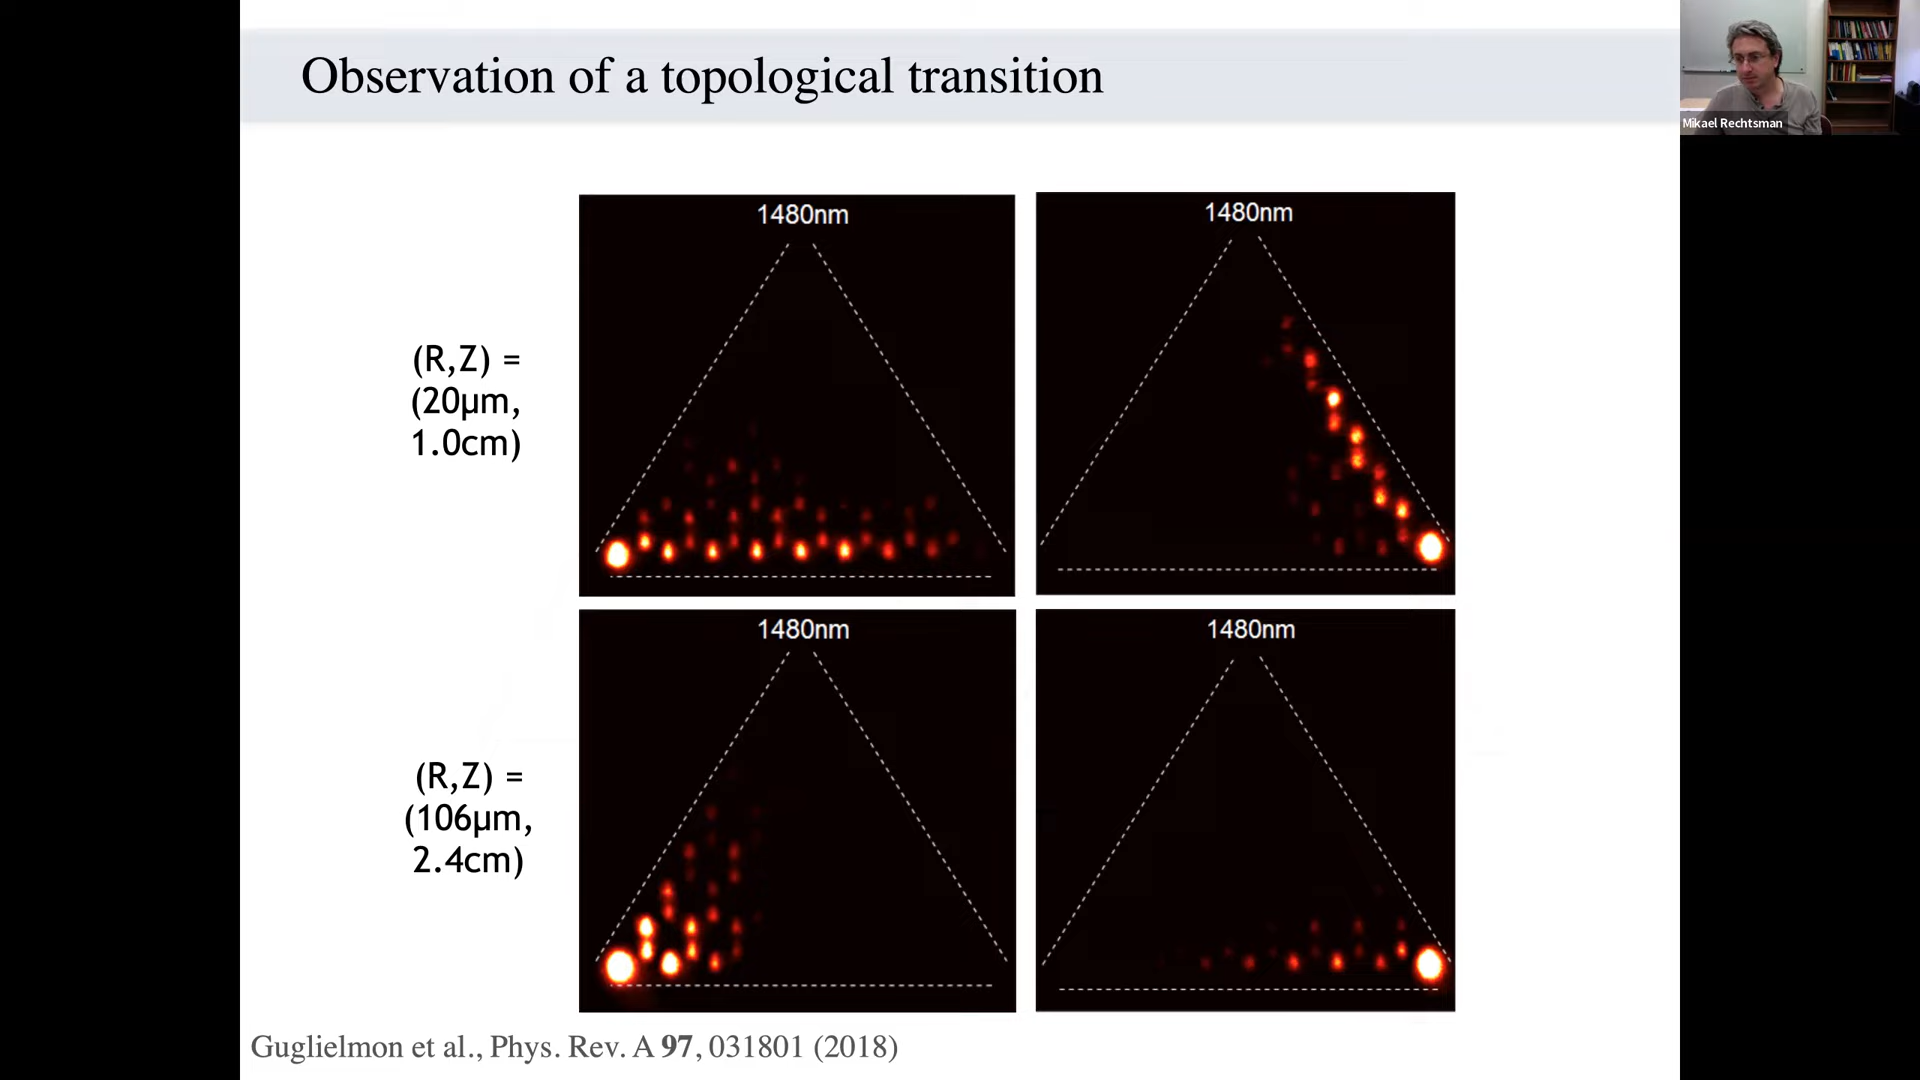 Observation of a topological transition
Mikael Rechtsman
1480nm
1480nm
(R,Z) =
(20µm,
1.0cm)
1480nm
1480nm
(R,Z) =
(106µm,
2.4cm)
Guglielmon et al., Phys. Rev. A 97, 031801 (2018)